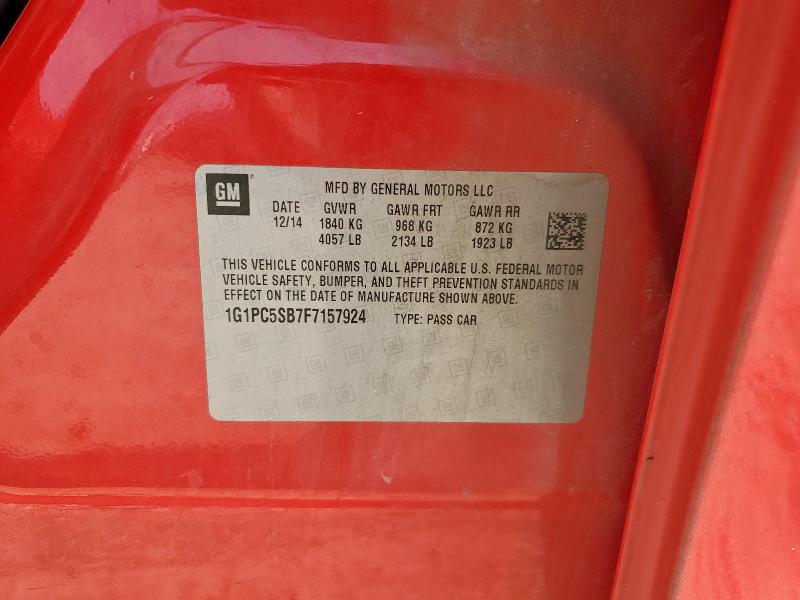 GM
MFD BY GENERAL MOTORS LLC
DATE GVWR GAWR FRT GAWR RR
12/14 1840 KG 968 KG 872 KG
4057 LB 2134 LB 1923 LB
THIS VEHICLE CONFORMS TO ALL APPLICABLE U.S. FEDERAL MOTOR
VEHICLE SAFETY, BUMPER, AND THEFT PREVENTION STANDARDS IN
EFFECT ON THE DATE OF MANUFACTURE SHOWN ABOVE.
1G1PC5SB7F7157924 TYPE: PASS CAR